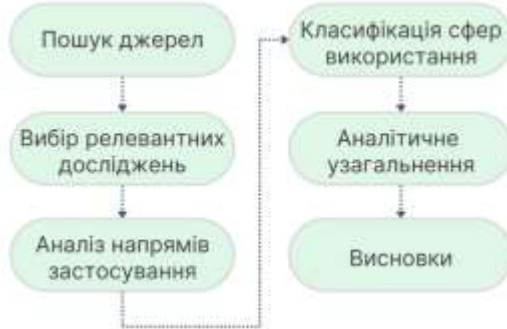 Пошук джерел
Вибір релевантних
досліджень
Аналіз напрямів
застосування
Класифікація сфер
використання
Аналітичне
узагальнення
Висновки